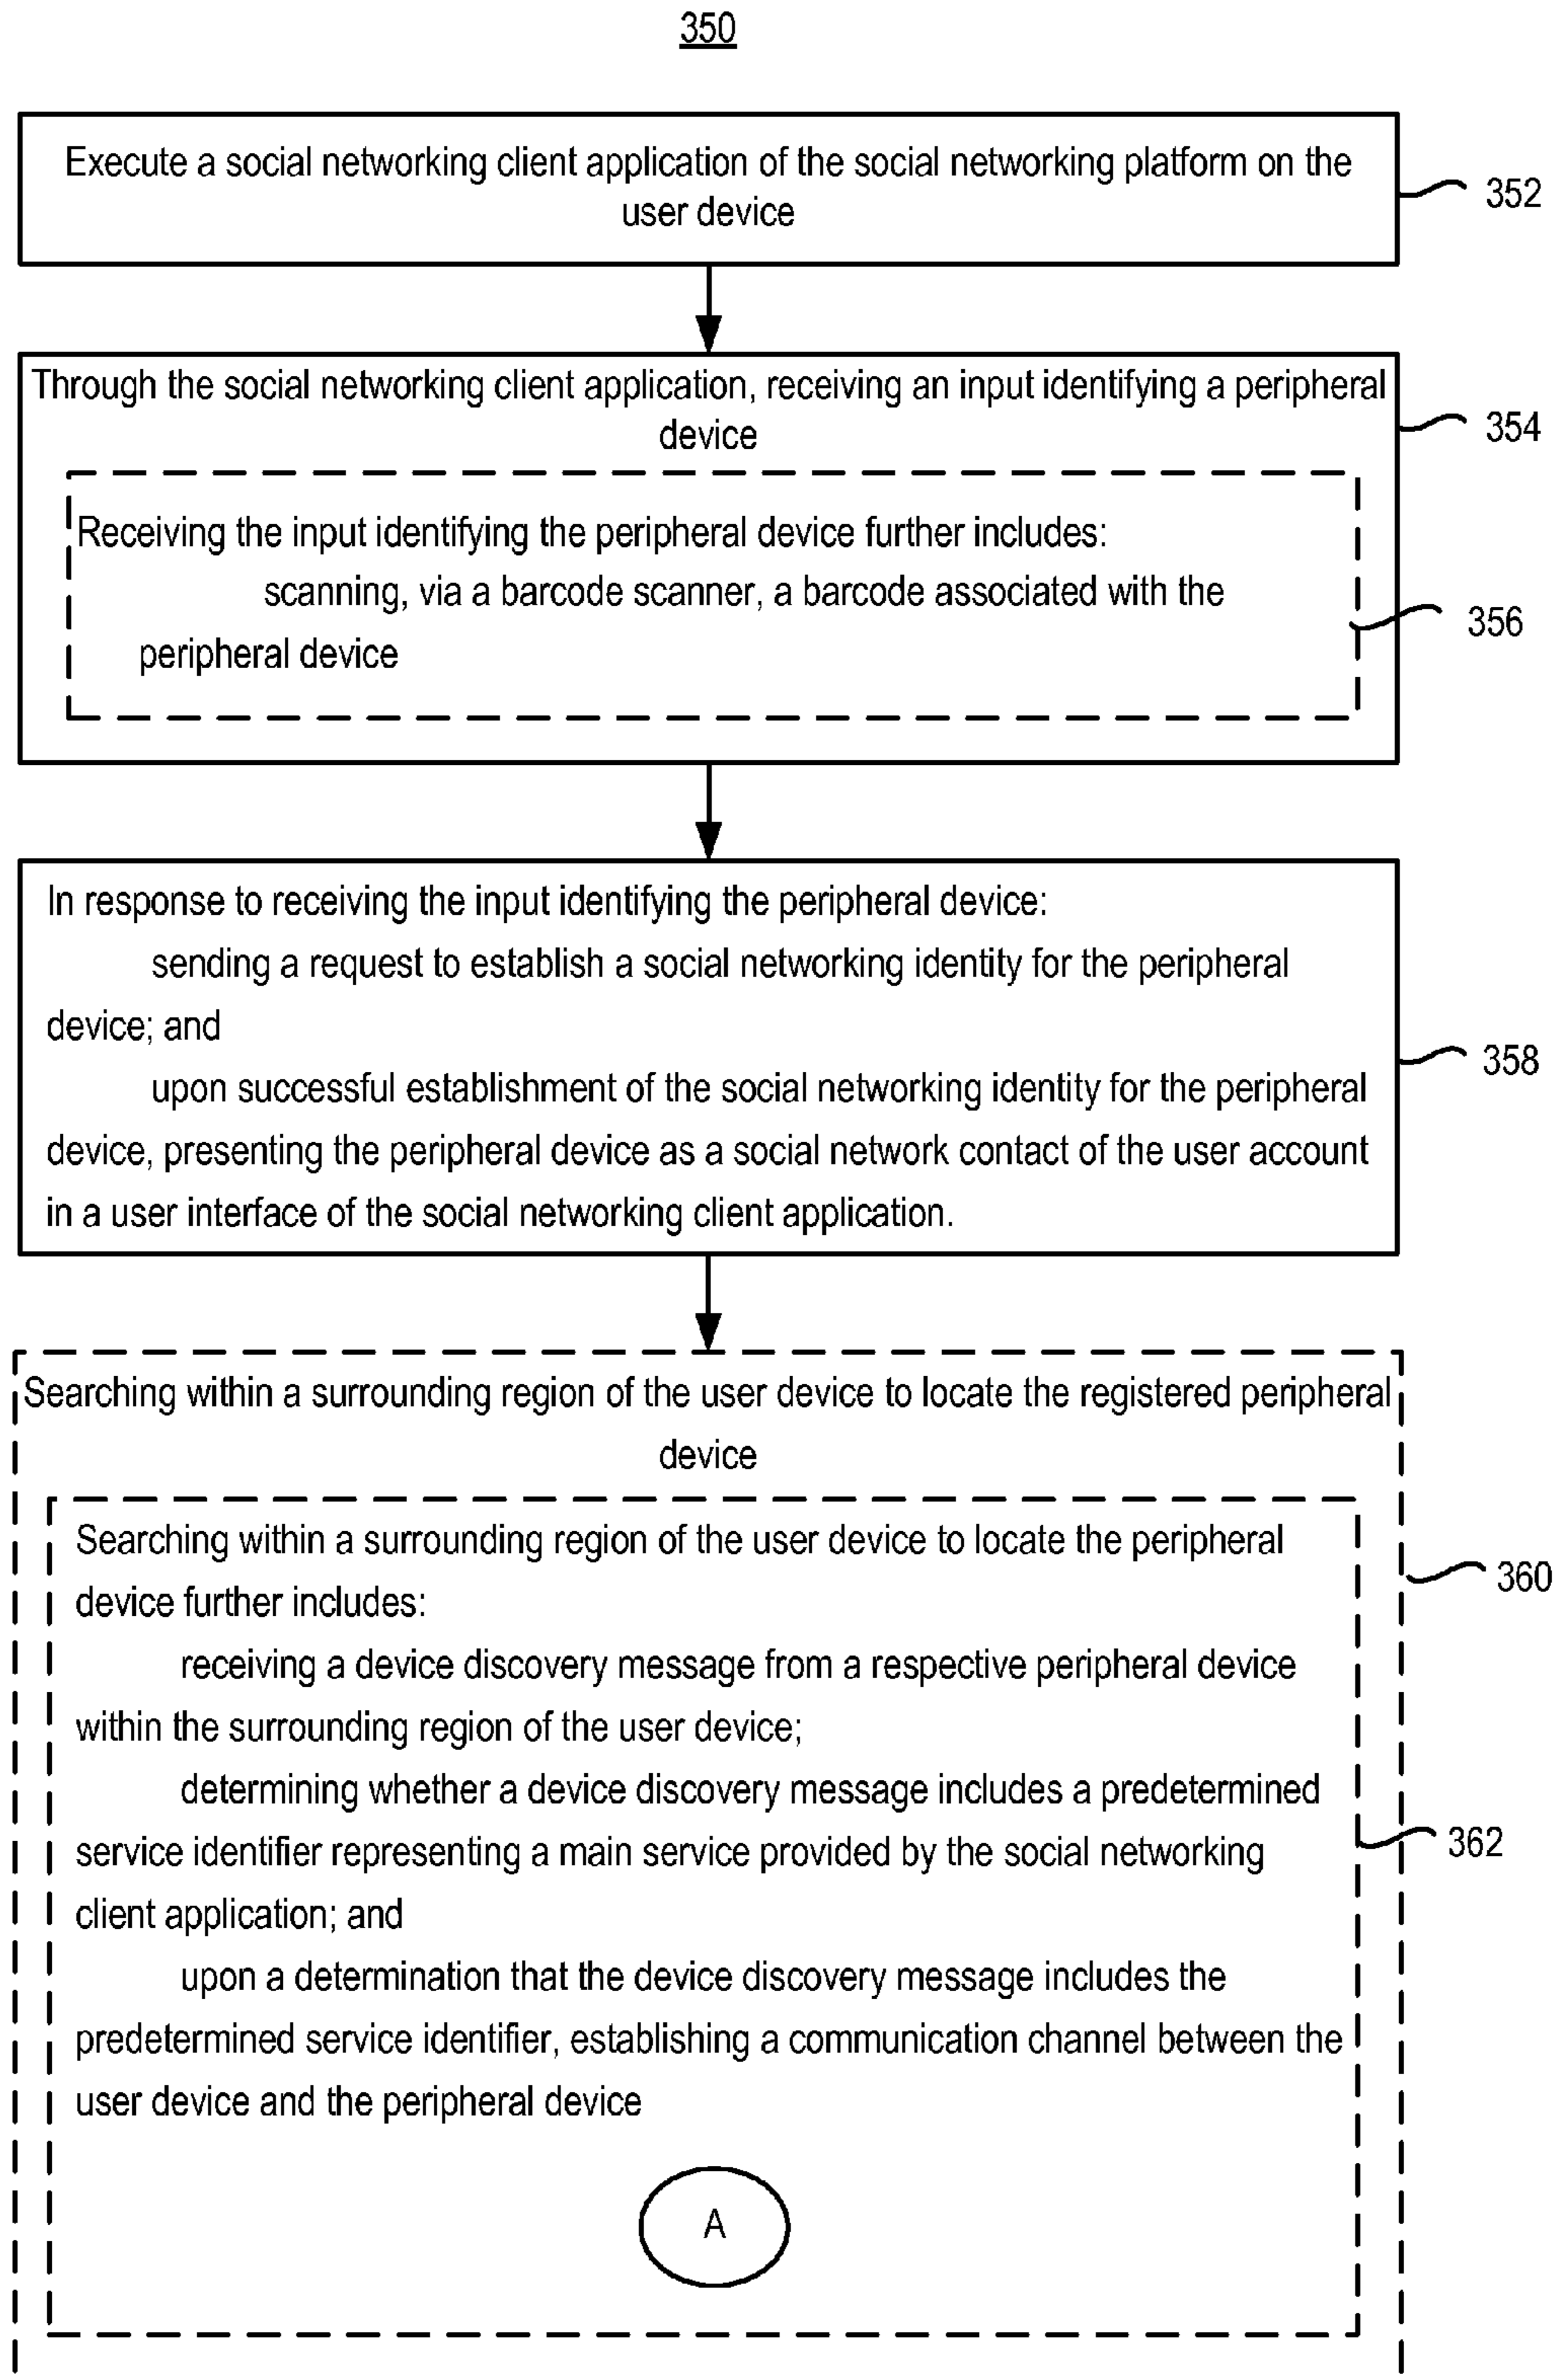 350
Execute a social networking client application of the social networking platform on the
user device
352
Through the social networking client application, receiving an input identifying a peripheral
device
354
Receiving the input identifying the peripheral device further includes:
scanning, via a barcode scanner, a barcode associated with the
peripheral device
356
In response to receiving the input identifying the peripheral device:
sending a request to establish a social networking identity for the peripheral
device; and
upon successful establishment of the social networking identity for the peripheral
device, presenting the peripheral device as a social network contact of the user account
in a user interface of the social networking client application.
358
Searching within a surrounding region of the user device to locate the registered peripheral
device
Searching within a surrounding region of the user device to locate the peripheral
device further includes:
360
receiving a device discovery message from a respective peripheral device
within the surrounding region of the user device;
determining whether a device discovery message includes a predetermined
service identifier representing a main service provided by the social networking
client application; and
362
upon a determination that the device discovery message includes the
predetermined service identifier, establishing a communication channel between the
user device and the peripheral device
A